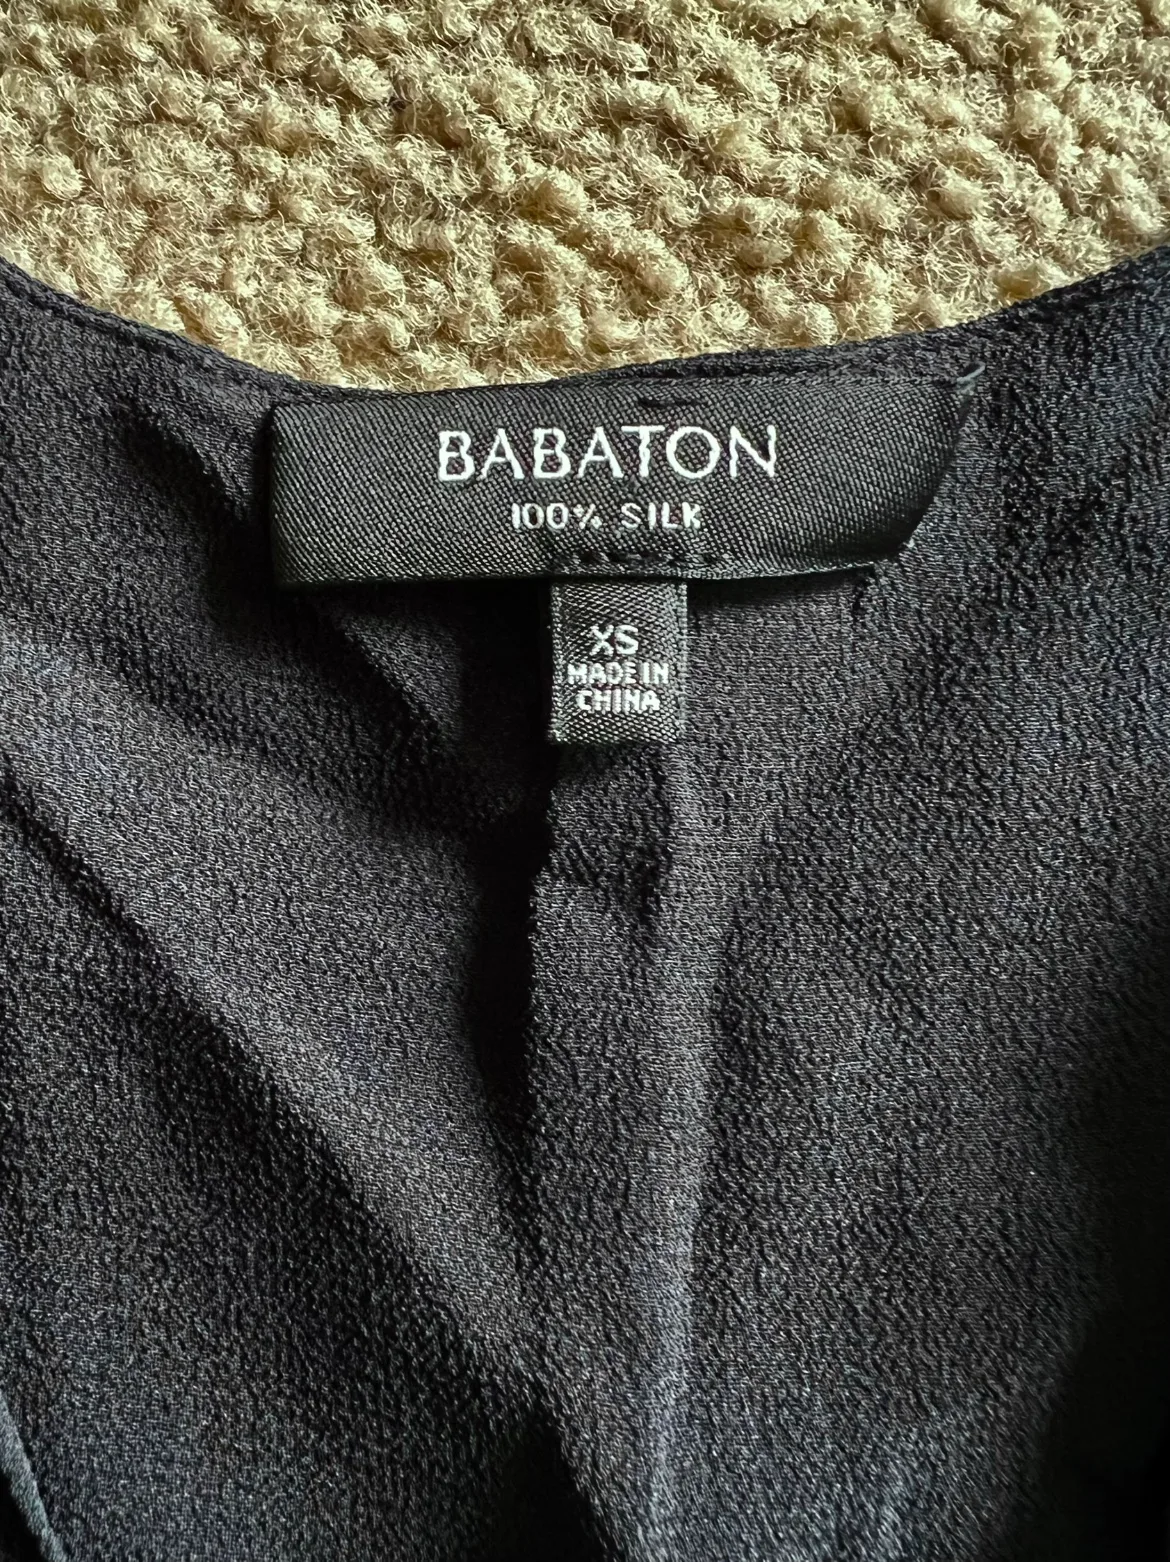 BABATON
100% SILK
XS
MADE IN
CHINA